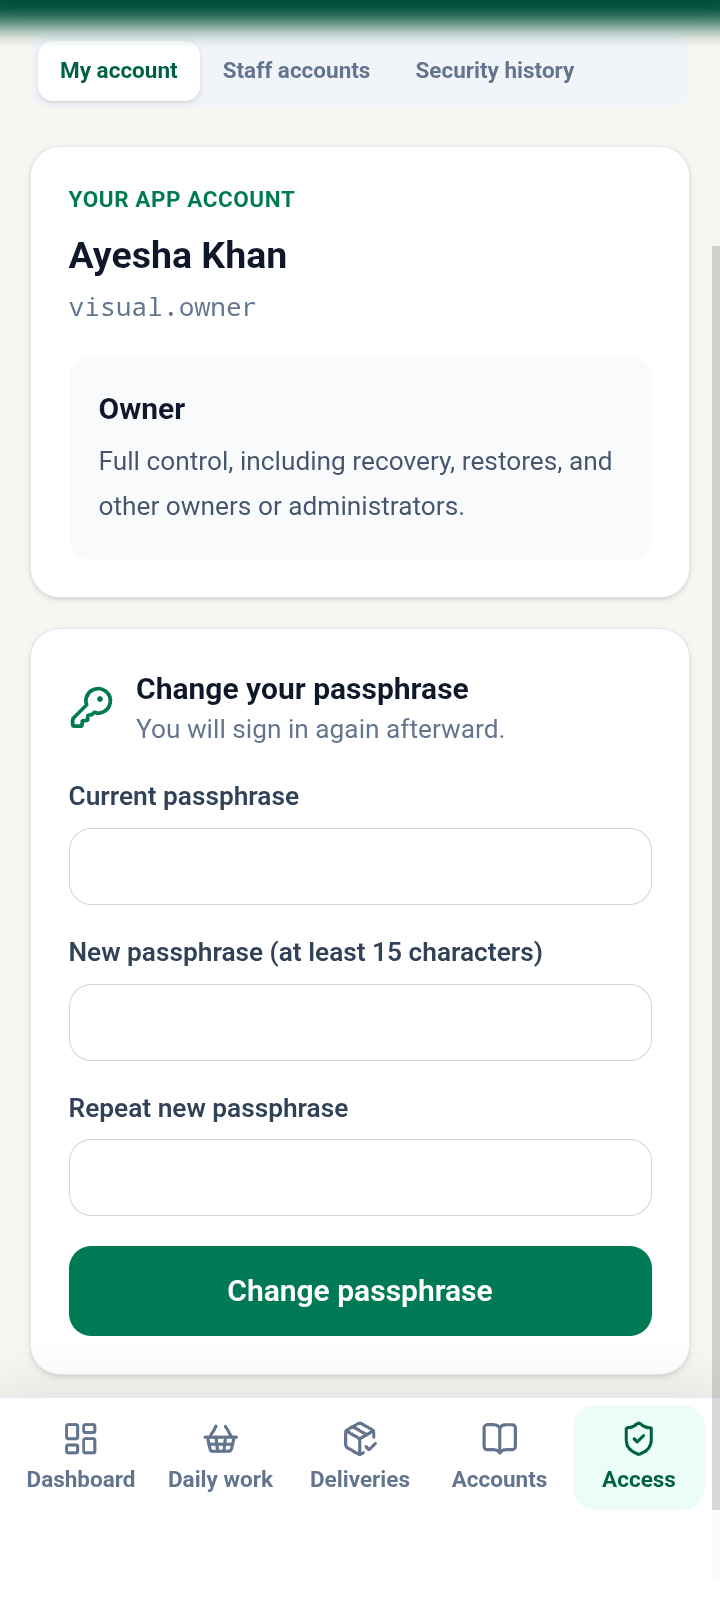 My account Staff accounts Security history
YOUR APP ACCOUNT
Ayesha Khan
visual.owner
Owner
Full control, including recovery, restores, and
other owners or administrators.
Change your passphrase
You will sign in again afterward.
Current passphrase
New passphrase (at least 15 characters)
Repeat new passphrase
Change passphrase
Dashboard Daily work Deliveries Accounts Access